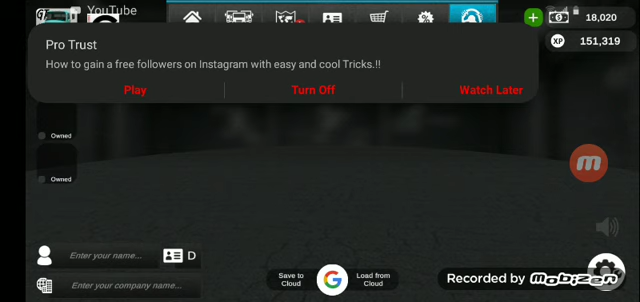 YouTube
18,020
Pro Trust
XP 151,319
How to gain a free followers on Instagram with easy and cool Tricks.!!
Play Turn Off Watch Later
Owned
Owned
Enter your name... D
Enter your company name...
Save to Cloud
Load from Cloud
Recorded by Mobizen